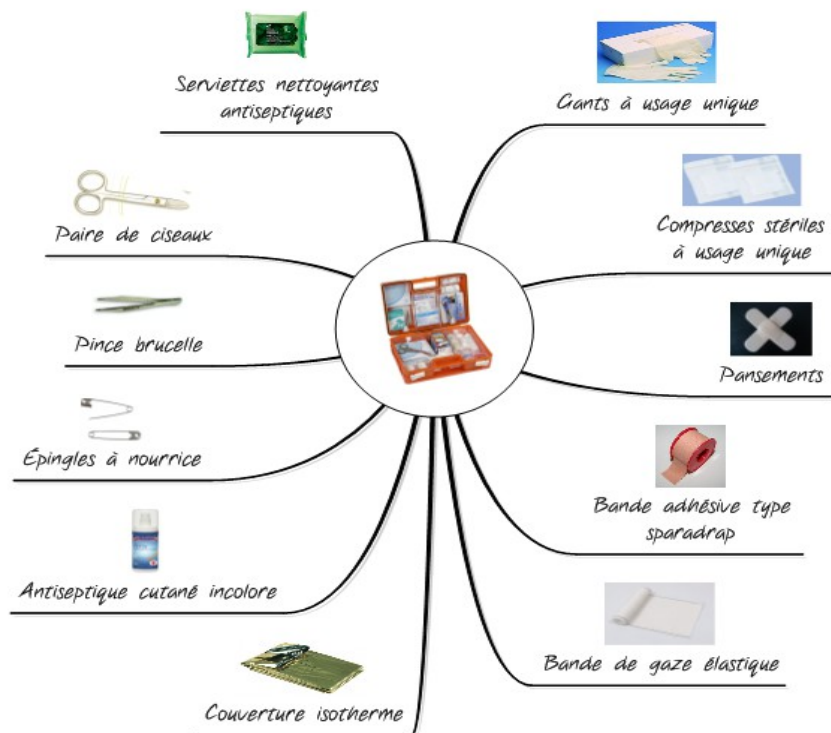 Serviettes nettoyantes
antiseptiques
Gants à usage unique
Paire de ciseaux
Compresses stériles
à usage unique
Pince brucelle
Pansements
Épingles à nourrice
Bande adhésive type
sparadrap
Antiseptique cutané incolore
Bande de gaze élastique
Couverture isotherme